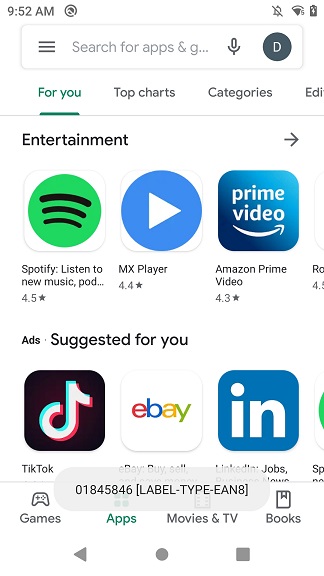 9:52 AM
Search for apps & g...
D
For you
Top charts
Categories
Edi
Entertainment
Spotify: Listen to
new music, pod...
4.5★
MX Player
4.4★
prime
video
Amazon Prime
Video
4.3★
Ro
4.5
Ads · Suggested for you
TikTok
ebay
eBay: Buy, sell,
in
LinkedIn: Jobs,
Business News
Sp
01845846 [LABEL-TYPE-EAN8]
Games
Apps
Movies & TV
Books